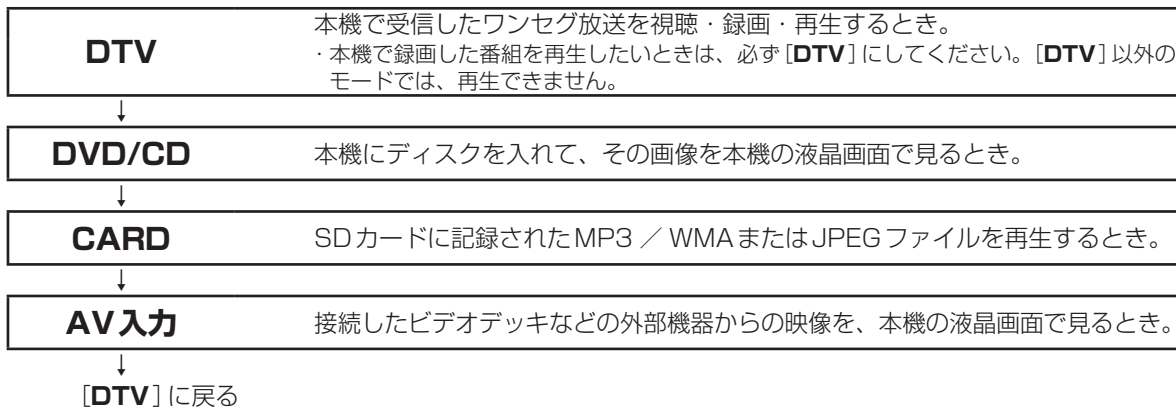 DTV
本機で受信したワンセグ放送を視聴・録画・再生するとき。
・本機で録画した番組を再生したいときは、必ず[DTV]にしてください。[DTV]以外の
モードでは、再生できません。
↓
DVD/CD
本機にディスクを入れて、その画像を本機の液晶画面で見るとき。
↓
CARD
SDカードに記録されたMP3 ／ WMAまたはJPEGファイルを再生するとき。
↓
AV入力
接続したビデオデッキなどの外部機器からの映像を、本機の液晶画面で見るとき。
↓
[DTV]に戻る